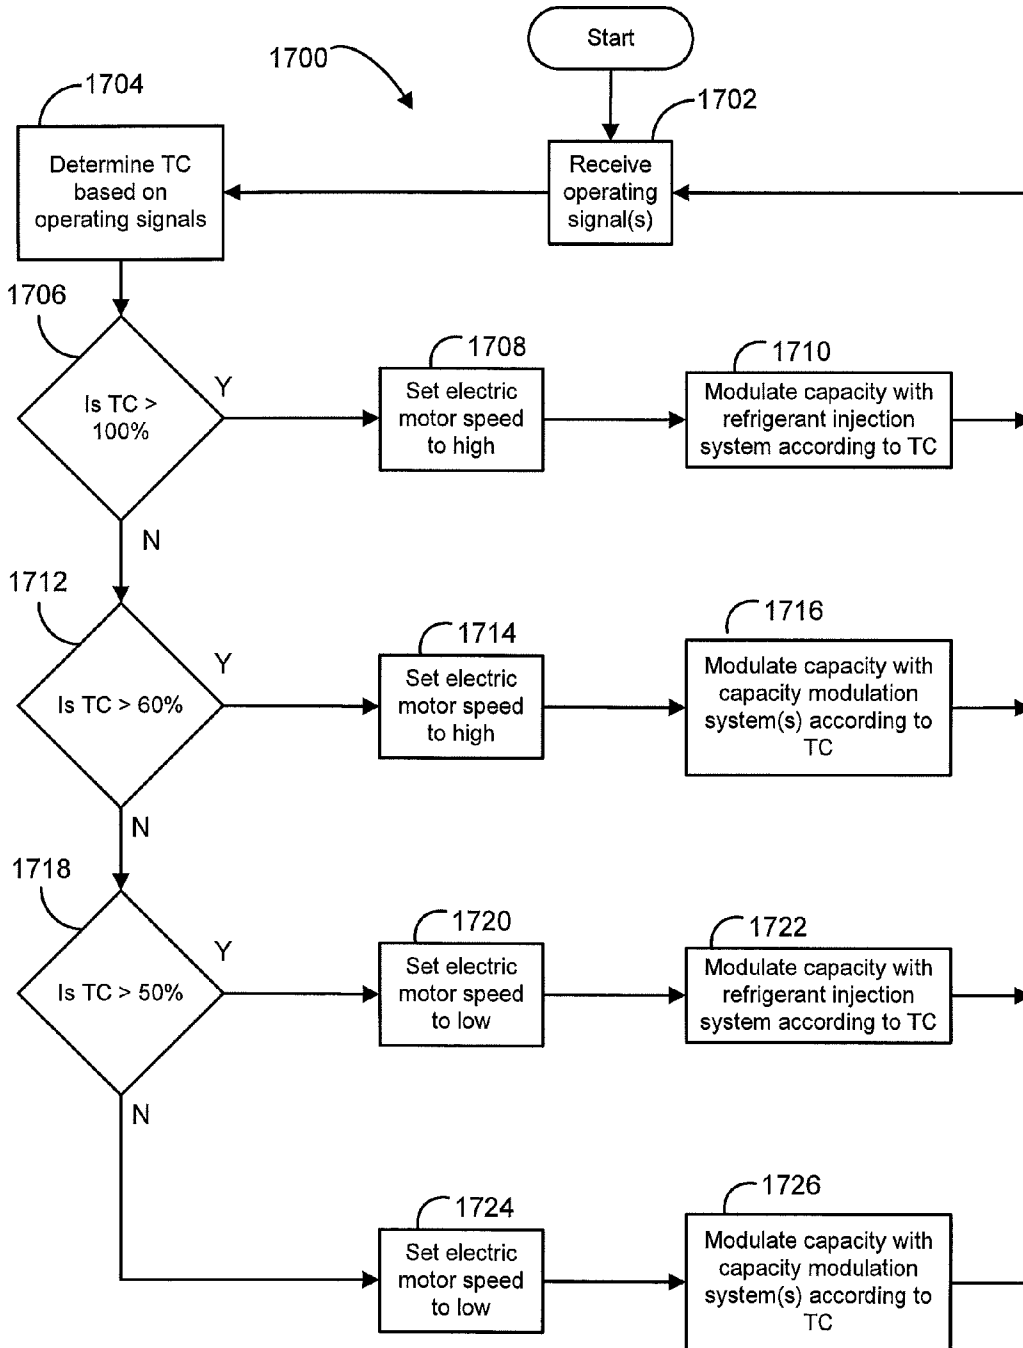 Start
1700
1704
1702
Determine TC
based on
operating signals
Receive
operating
signal(s)
1706
Is TC >
100%
Y
N
1708
Set electric
motor speed
to high
1710
Modulate capacity with
refrigerant injection
system according to TC
1712
Is TC > 60%
Y
N
1714
Set electric
motor speed
to high
1716
Modulate capacity with
capacity modulation
system(s) according to
TC
1718
Is TC > 50%
Y
N
1720
Set electric
motor speed
to low
1722
Modulate capacity with
refrigerant injection
system according to TC
1724
Set electric
motor speed
to low
1726
Modulate capacity with
capacity modulation
system(s) according to
TC